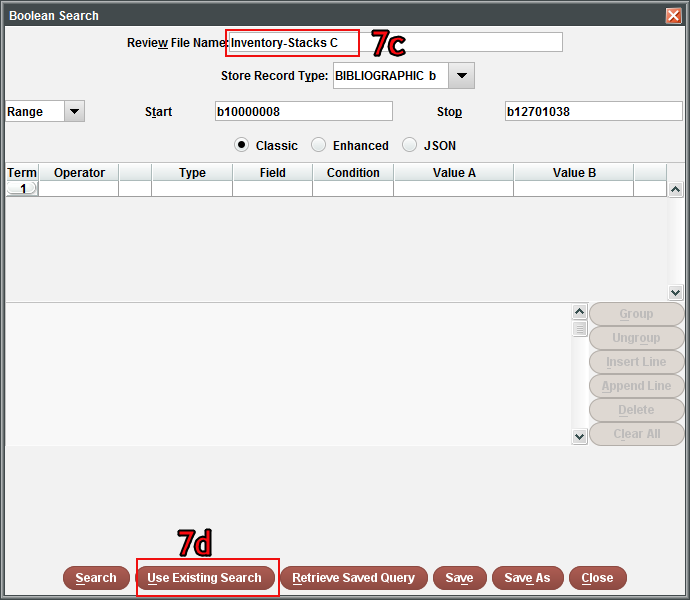 Boolean Search
Review File Name: Inventory-Stacks C 7c
Store Record Type: BIBLIOGRAPHIC b
Range Start b10000008 Stop b12701038
Classic Enhanced JSON
Term Operator Type Field Condition Value A Value B
1
Group
Ungroup
Insert Line
Append Line
Delete
Clear All
7d
Search Use Existing Search Retrieve Saved Query Save Save As Close